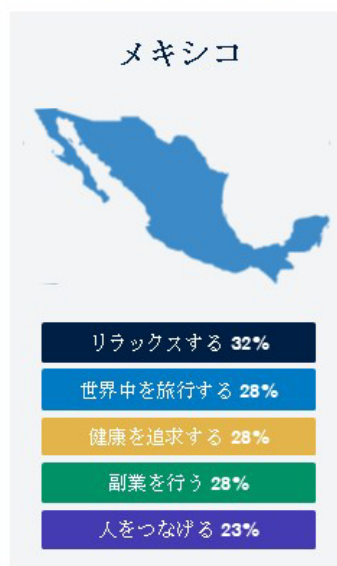 メキシコ
リラックスする 32%
世界中を旅行する 28%
健康を追求する 28%
副業を行う 28%
人をつなげる 23%